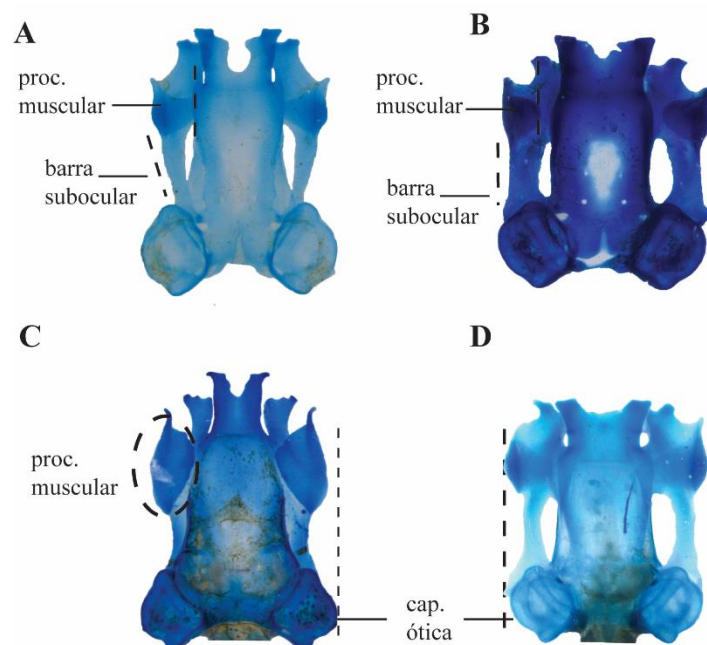 A
proc.
muscular
barra
subocular
B
proc.
muscular
barra
subocular
C
proc.
muscular
D
cap.
ótica